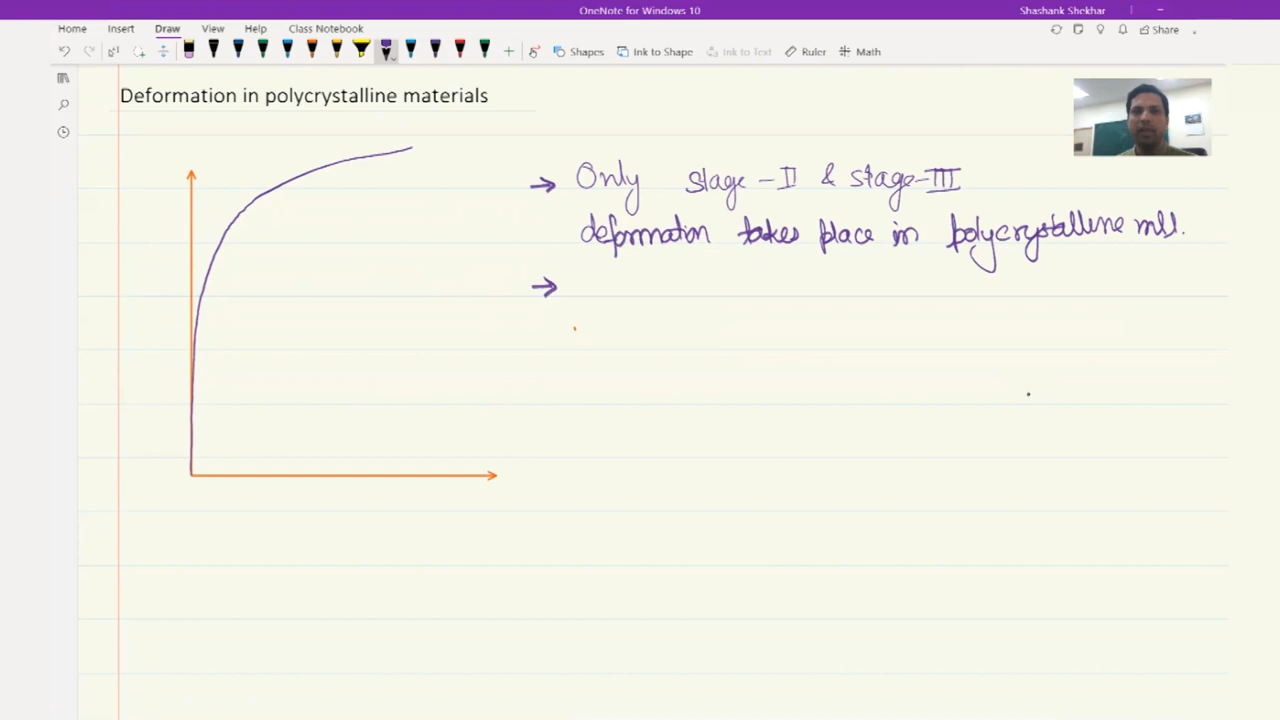 OneNote for Windows 10
Shashank Shekhar
Home Insert Draw View Help Class Notebook
Share
Shapes Ink to Shape Ink to Text Ruler Math
Deformation in polycrystalline materials
→ Only stage-II & stage-III
deformation takes place in polycrystalline mtl.
→